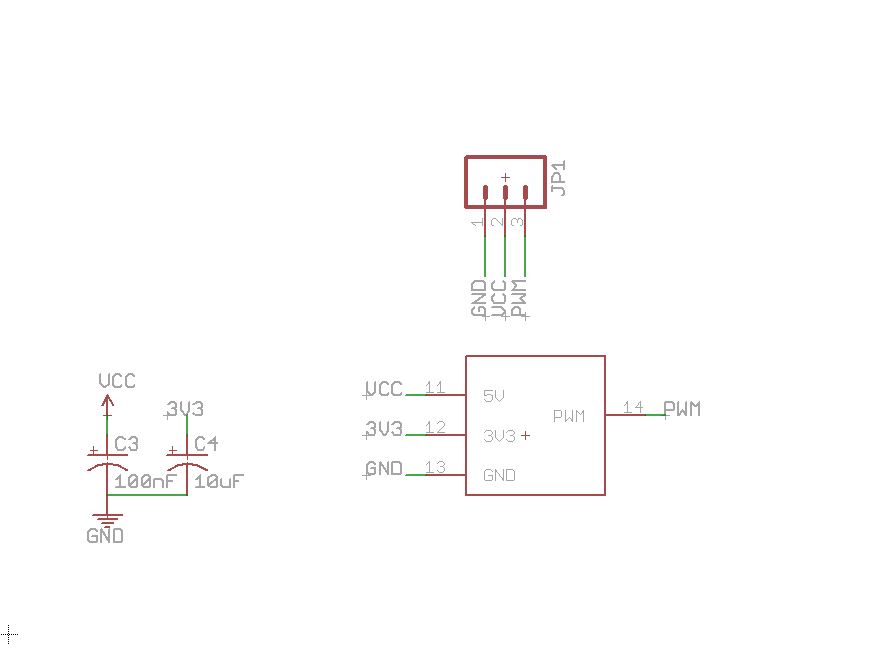 JP1
1 2 3
GND VCC PWM
VCC
3V3
C3
C4
100nF
10uF
GND
VCC 11 5V
3V3 12 3V3
GND 13 GND
PWM 14 PWM